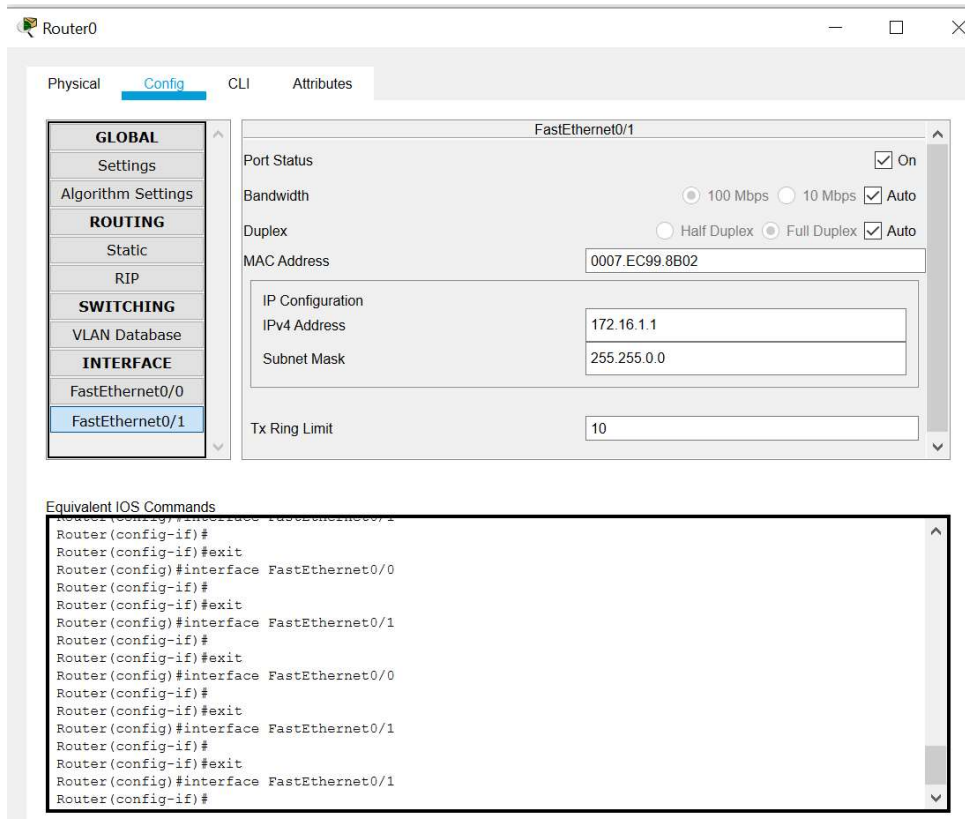 Router0
Physical Config CLI Attributes
GLOBAL
Settings
Algorithm Settings
ROUTING
Static
RIP
SWITCHING
VLAN Database
INTERFACE
FastEthernet0/0
FastEthernet0/1
FastEthernet0/1
Port Status On
Bandwidth 100 Mbps 10 Mbps Auto
Duplex Half Duplex Full Duplex Auto
MAC Address 0007.EC99.8B02
IP Configuration
IPv4 Address 172.16.1.1
Subnet Mask 255.255.0.0
Tx Ring Limit 10
Equivalent IOS Commands
Router(config)#interface FastEthernet0/1
Router(config-if)#
Router(config-if)#exit
Router(config)#interface FastEthernet0/0
Router(config-if)#
Router(config-if)#exit
Router(config)#interface FastEthernet0/1
Router(config-if)#
Router(config-if)#exit
Router(config)#interface FastEthernet0/0
Router(config-if)#
Router(config-if)#exit
Router(config)#interface FastEthernet0/1
Router(config-if)#
Router(config-if)#exit
Router(config)#interface FastEthernet0/1
Router(config-if)#